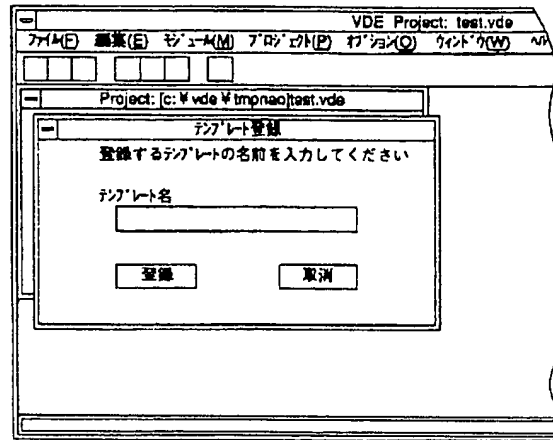 VDE Project: test.vde
ﾌｧｲﾙ(F) 編集(E) ﾓｼﾞｭｰﾙ(M) ﾌﾟﾛｼﾞｪｸﾄ(P) ｵﾌﾟｼｮﾝ(O) ｳｨﾝﾄﾞｳ(W)
Project: [c:¥vde¥tmpnao]test.vde
ﾃﾝﾌﾟﾚｰﾄ登録
登録するﾃﾝﾌﾟﾚｰﾄの名前を入力してください
ﾃﾝﾌﾟﾚｰﾄ名
登録 取消